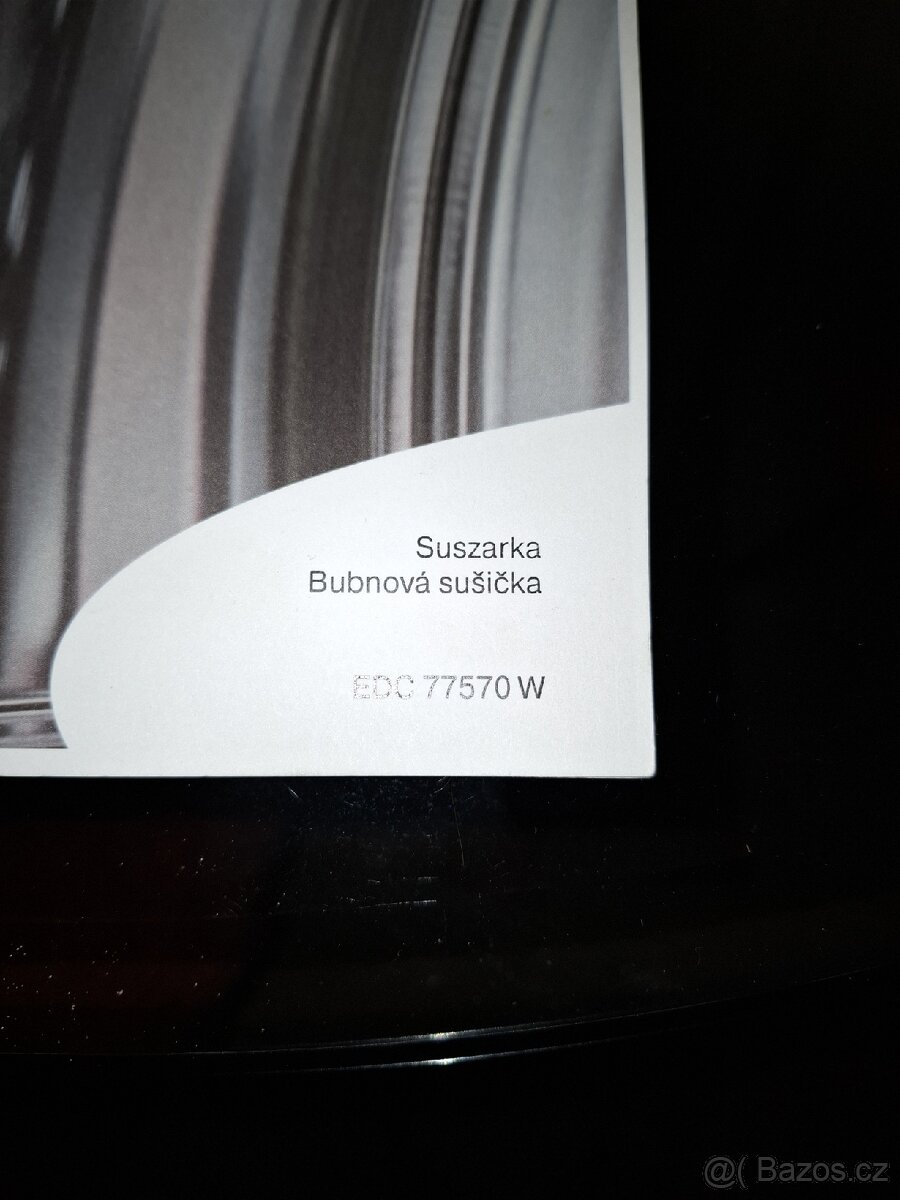 Suszarka
Bubnová sušička
EDC 77570 W
@( Bazos.cz